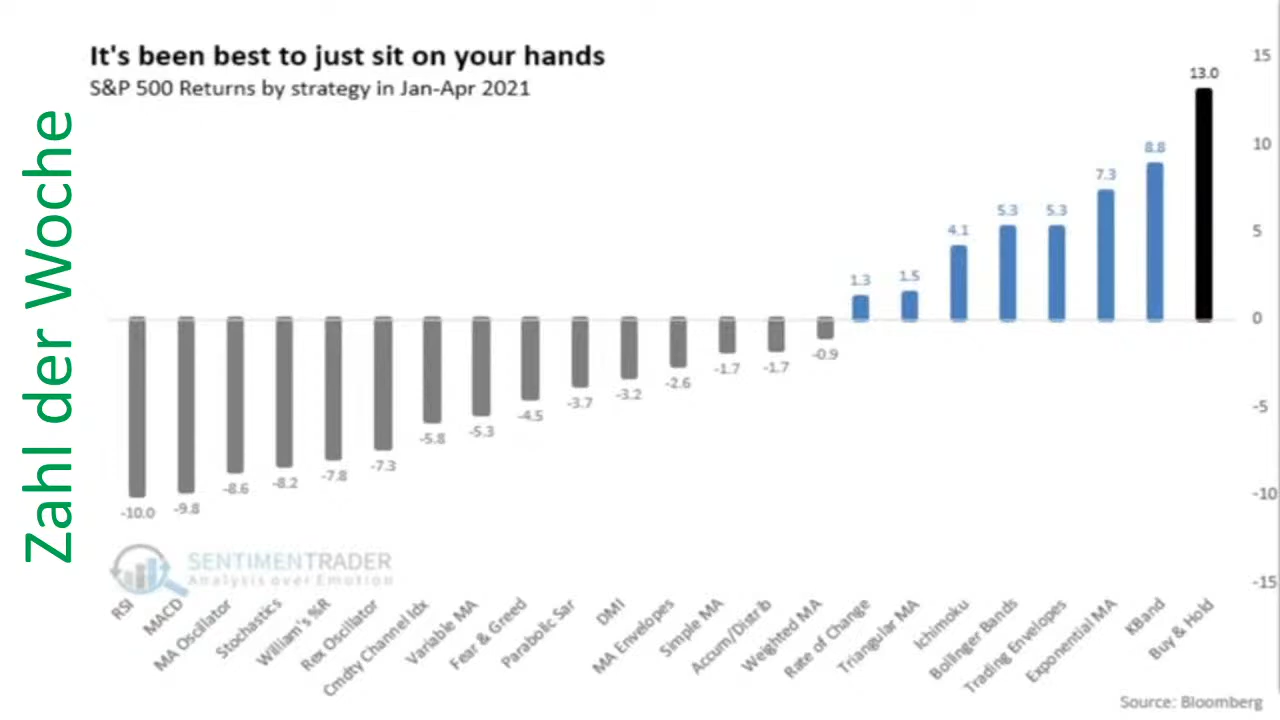 Zahl der Woche
It's been best to just sit on your hands
S&P 500 Returns by strategy in Jan-Apr 2021
15
10
5
0
-5
-10
-15
-10.0
-9.8
-8.6
-8.2
-7.8
-7.3
-5.8
-5.3
-4.5
-3.7
-3.2
-2.6
-1.7
-1.7
-0.9
1.3
1.5
4.1
5.3
5.3
7.3
8.8
13.0
SENTIMENTRADER
Analysis over Emotion
RSI
MACD
MA Oscillator
Stochastics
William's %R
Rex Oscillator
Cmdty Channel Idx
Variable MA
Fear & Greed
Parabolic Sar
DMI
MA Envelopes
Simple MA
Accum/Distrib
Weighted MA
Rate of Change
Triangular MA
Ichimoku
Bollinger Bands
Trading Envelopes
Exponential MA
KBand
Buy & Hold
Source: Bloomberg